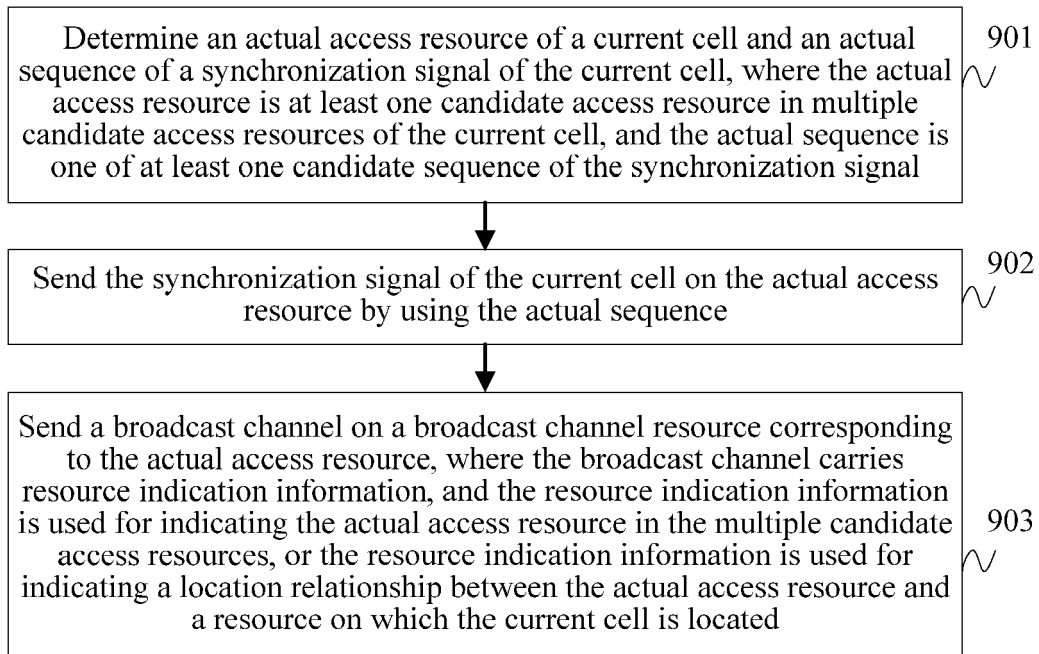 Determine an actual access resource of a current cell and an actual
sequence of a synchronization signal of the current cell, where the actual
access resource is at least one candidate access resource in multiple
candidate access resources of the current cell, and the actual sequence is
one of at least one candidate sequence of the synchronization signal
901
Send the synchronization signal of the current cell on the actual access
resource by using the actual sequence
902
Send a broadcast channel on a broadcast channel resource corresponding
to the actual access resource, where the broadcast channel carries
resource indication information, and the resource indication information
is used for indicating the actual access resource in the multiple candidate
access resources, or the resource indication information is used for
indicating a location relationship between the actual access resource and
a resource on which the current cell is located
903